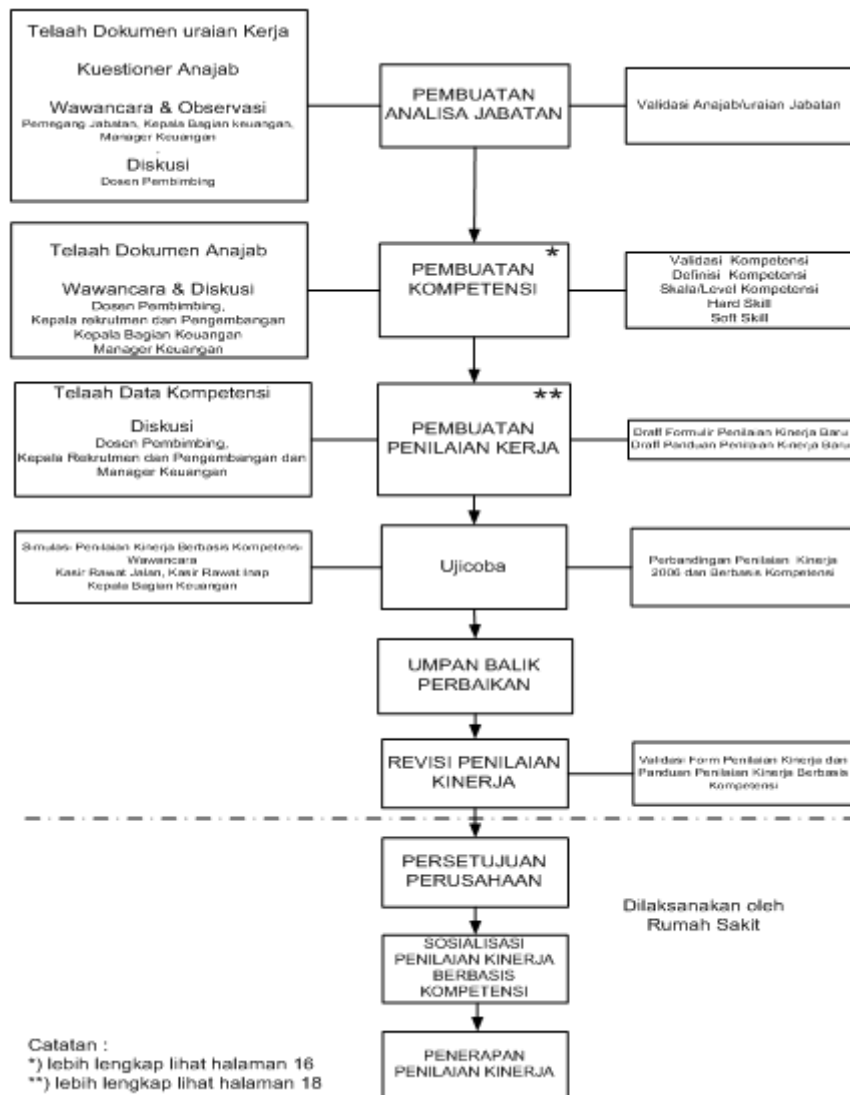 Telaah Dokumen uraian Kerja
Kuestioner Anajab
Wawancara & Observasi
Pemegang Jabatan, Kepala Bagian keuangan,
Manager Keuangan
Diskusi
Dosen Pembimbing
PEMBUATAN
ANALISA JABATAN
Validasi Anajab/uraian Jabatan
Telaah Dokumen Anajab
Wawancara & Diskusi
Dosen Pembimbing,
Kepala rekrutmen dan Pengembangan
Kepala Bagian Keuangan
Manager Keuangan
*
PEMBUATAN
KOMPETENSI
Validasi Kompetensi
Definisi Kompetensi
Skala/Level Kompetensi
Hard Skill
Soft Skill
Telaah Data Kompetensi
Diskusi
Dosen Pembimbing,
Kepala Rekrutmen dan Pengembangan dan
Manager Keuangan
**
PEMBUATAN
PENILAIAN KERJA
Draft Formulir Penilaian Kinerja Baru
Draft Panduan Penilaian Kinerja Baru
Simulasi Penilaian Kinerja Berbasis Kompetensi
Wawancara
Kasir Rawat Jalan, Kasir Rawat Inap
Kepala Bagian Keuangan
Ujicoba
Perbandingan Penilaian Kinerja
2006 dan Berbasis Kompetensi
UMPAN BALIK
PERBAIKAN
REVISI PENILAIAN
KINERJA
Validasi Form Penilaian Kinerja dan
Panduan Penilaian Kinerja Berbasis
Kompetensi
PERSETUJUAN
PERUSAHAAN
Dilaksanakan oleh
Rumah Sakit
SOSIALISASI
PENILAIAN KINERJA
BERBASIS
KOMPETENSI
PENERAPAN
PENILAIAN KINERJA
Catatan :
*) lebih lengkap lihat halaman 16
**) lebih lengkap lihat halaman 18